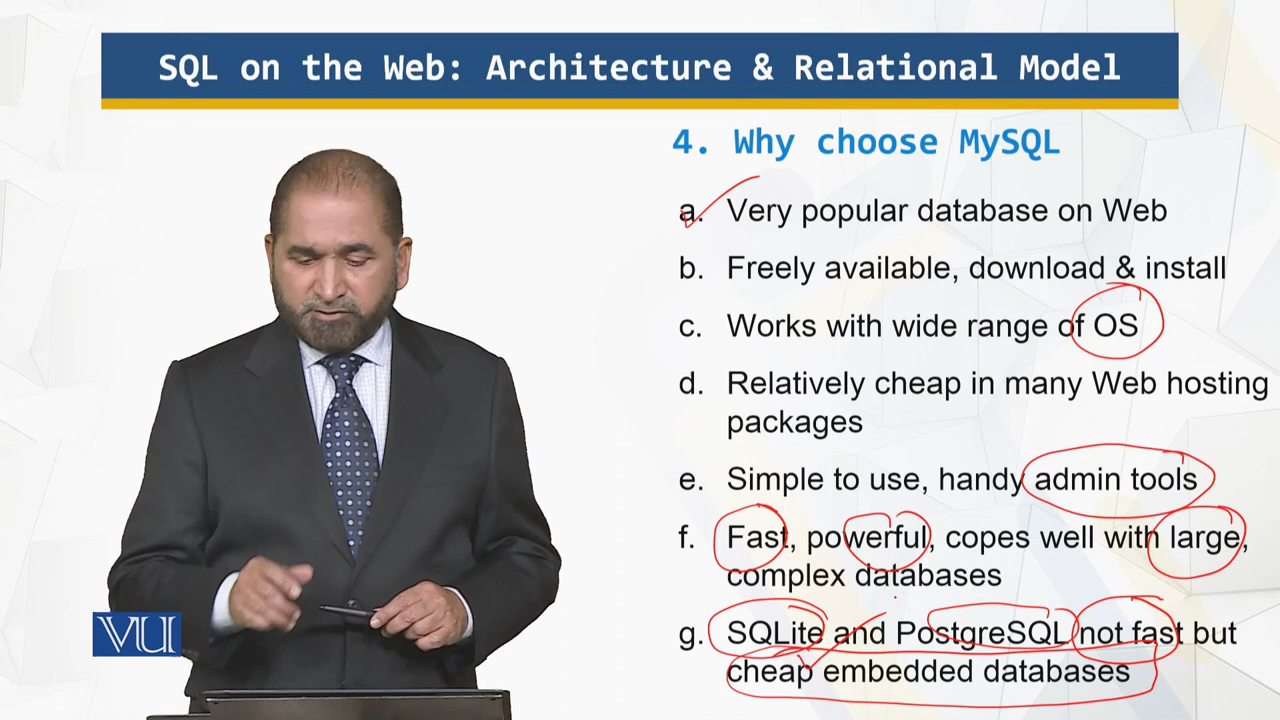 SQL on the Web: Architecture & Relational Model
4. Why choose MySQL
a. Very popular database on Web
b. Freely available, download & install
c. Works with wide range of OS
d. Relatively cheap in many Web hosting
packages
e. Simple to use, handy admin tools
f. Fast, powerful, copes well with large,
complex databases
g. SQLite and PostgreSQL not fast but
cheap embedded databases
VU